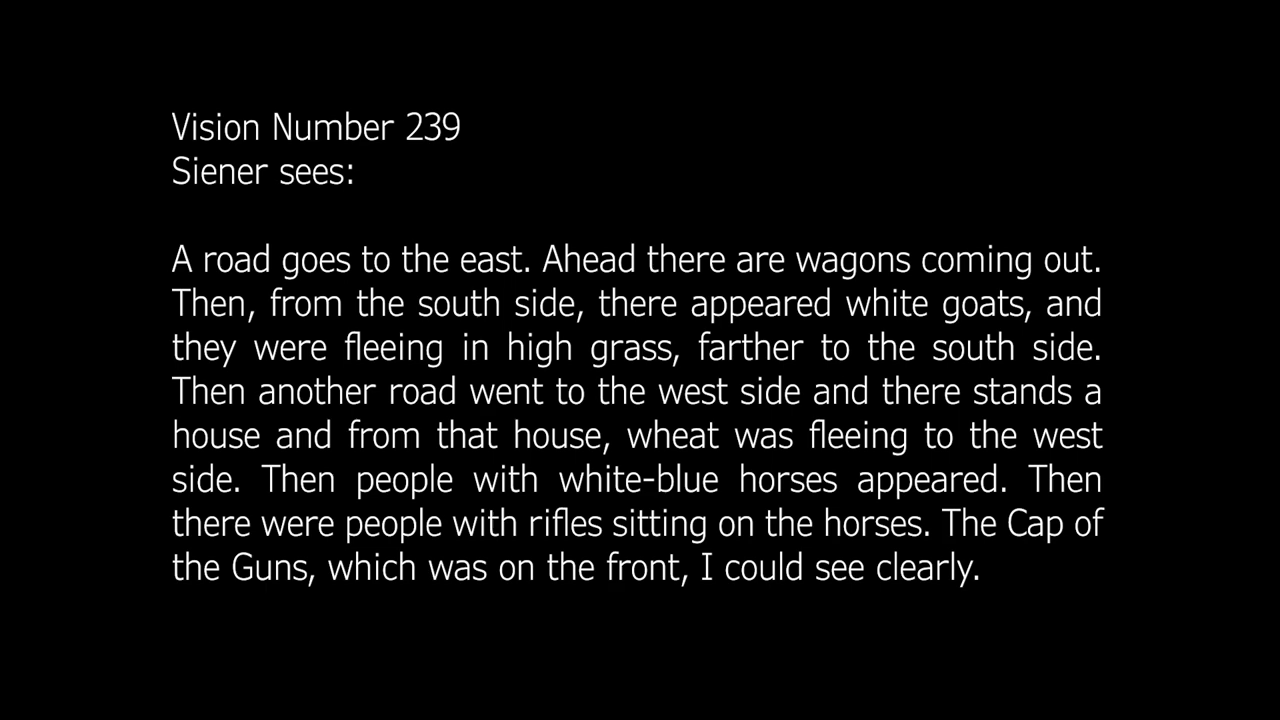 Vision Number 239
Siener sees:
A road goes to the east. Ahead there are wagons coming out.
Then, from the south side, there appeared white goats, and
they were fleeing in high grass, farther to the south side.
Then another road went to the west side and there stands a
house and from that house, wheat was fleeing to the west
side. Then people with white-blue horses appeared. Then
there were people with rifles sitting on the horses. The Cap of
the Guns, which was on the front, I could see clearly.